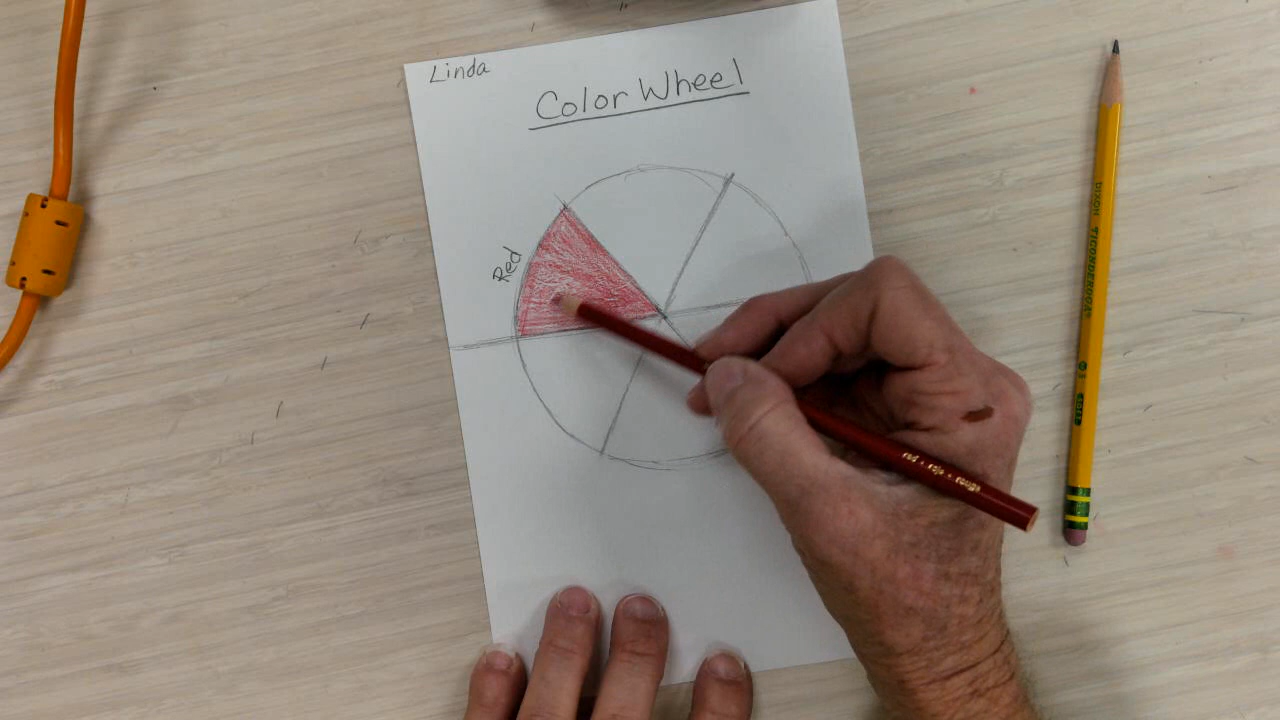 Linda
Color Wheel
Red
DIXON TICONDEROGA
red • rojo • rouge